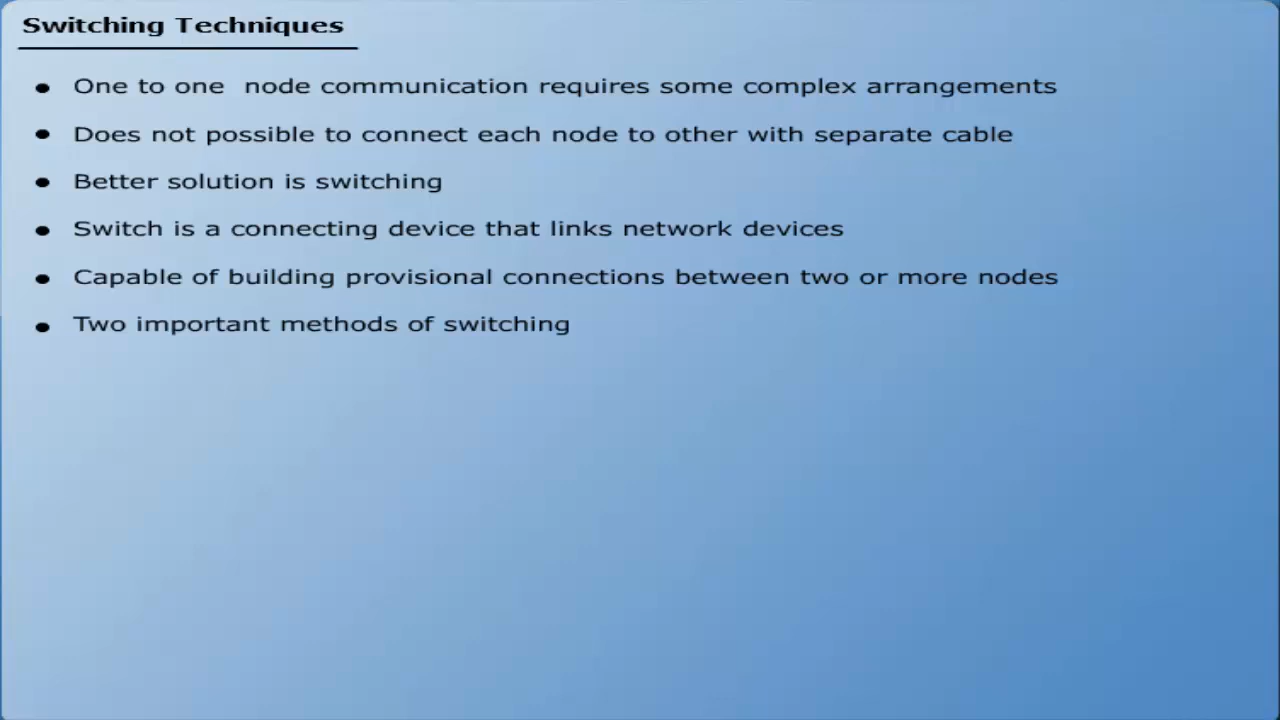 Switching Techniques
• One to one  node communication requires some complex arrangements
• Does not possible to connect each node to other with separate cable
• Better solution is switching
• Switch is a connecting device that links network devices
• Capable of building provisional connections between two or more nodes
• Two important methods of switching